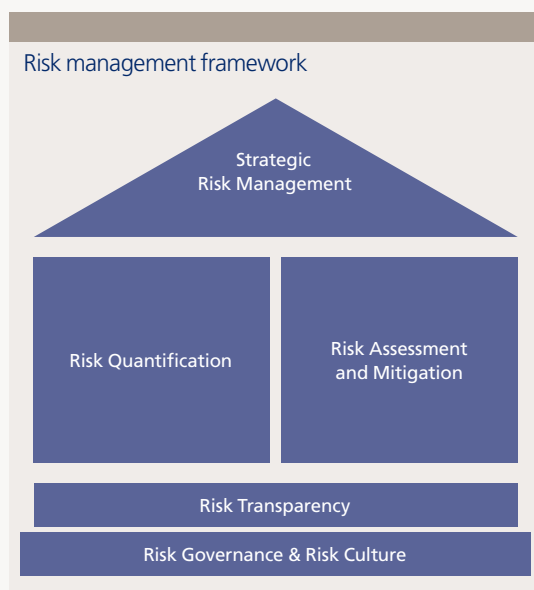 Risk management framework
Strategic
Risk Management
Risk Quantification
Risk Assessment
and Mitigation
Risk Transparency
Risk Governance & Risk Culture